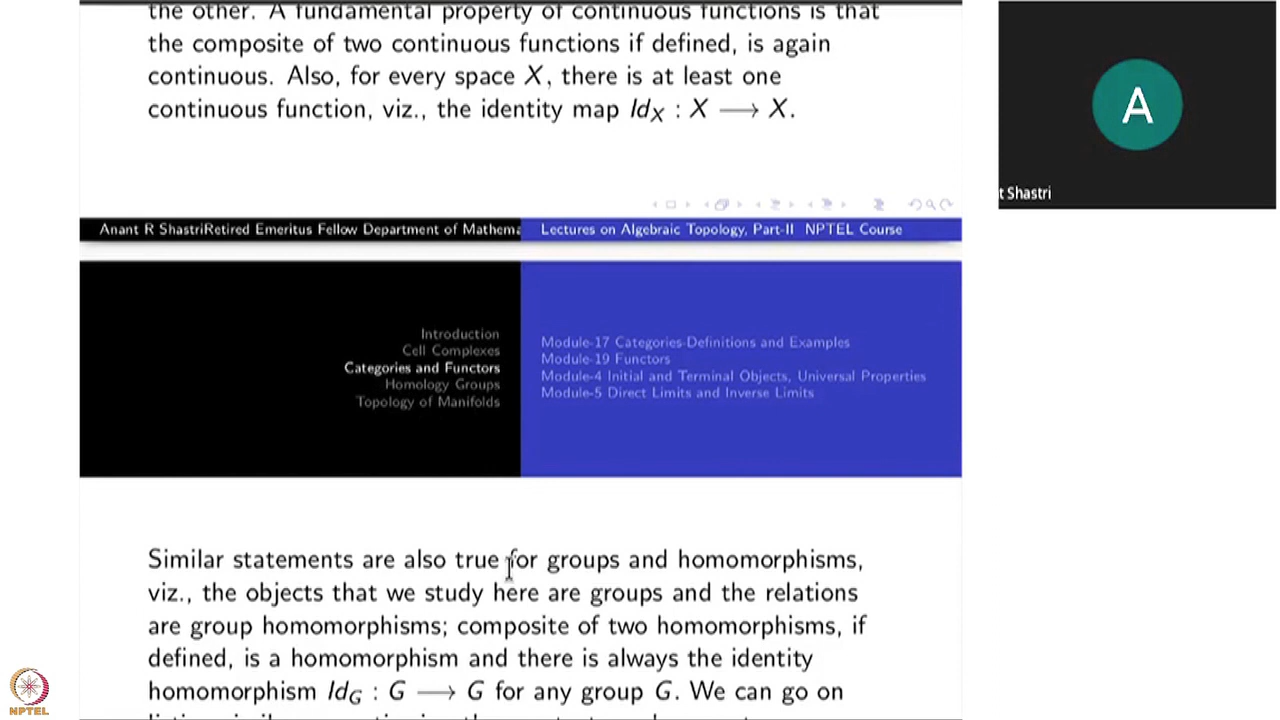 the other. A fundamental property of continuous functions is that
the composite of two continuous functions if defined, is again
continuous. Also, for every space X, there is at least one
continuous function, viz., the identity map Id_X : X ⟶ X.
A
t Shastri
Anant R ShastriRetired Emeritus Fellow Department of Mathema
Lectures on Algebraic Topology, Part-II NPTEL Course
Introduction
Cell Complexes
Categories and Functors
Homology Groups
Topology of Manifolds
Module-17 Categories-Definitions and Examples
Module-19 Functors
Module-4 Initial and Terminal Objects, Universal Properties
Module-5 Direct Limits and Inverse Limits
Similar statements are also true for groups and homomorphisms,
viz., the objects that we study here are groups and the relations
are group homomorphisms; composite of two homomorphisms, if
defined, is a homomorphism and there is always the identity
homomorphism Id_G : G ⟶ G for any group G. We can go on
NPTEL